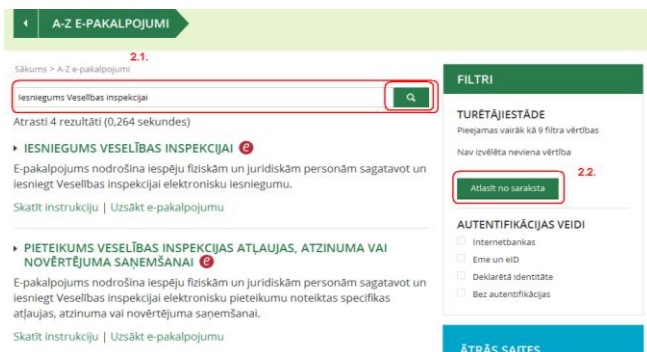 A-Z E-PAKALPOJUMI
2.1.
Sākums > A-Z e-pakalpojumi
Iesniegums Veselības inspekcijai
Atrasti 4 rezultāti (0,264 sekundes)
IESNIEGUMS VESELĪBAS INSPEKCIJAI
E-pakalpojums nodrošina iespēju fiziskām un juridiskām personām sagatavot un
iesniegt Veselības inspekcijai elektronisku iesniegumu.
Skatīt instrukciju | Uzsākt e-pakalpojumu
PIETEIKUMS VESELĪBAS INSPEKCIJAS ATĻAUJAS, ATZINUMA VAI
NOVĒRTĒJUMA SAŅEMŠANAI
E-pakalpojums nodrošina iespēju fiziskām un juridiskām personām sagatavot un
iesniegt Veselības inspekcijai elektronisku pieteikumu noteiktas specifikas
atļaujas, atzinuma vai novērtējuma saņemšanai.
Skatīt instrukciju | Uzsākt e-pakalpojumu
FILTRI
TURĒTĀJIESTĀDE
Pieejamas vairāk kā 9 filtra vērtības
Nav izvēlēta neviena vērtība
2.2.
Atlasīt no saraksta
AUTENTIFIKĀCIJAS VEIDI
Internetbankas
Eme un eID
Deklarētā identitāte
Bez autentifikācijas
ĀTRĀS SAITES